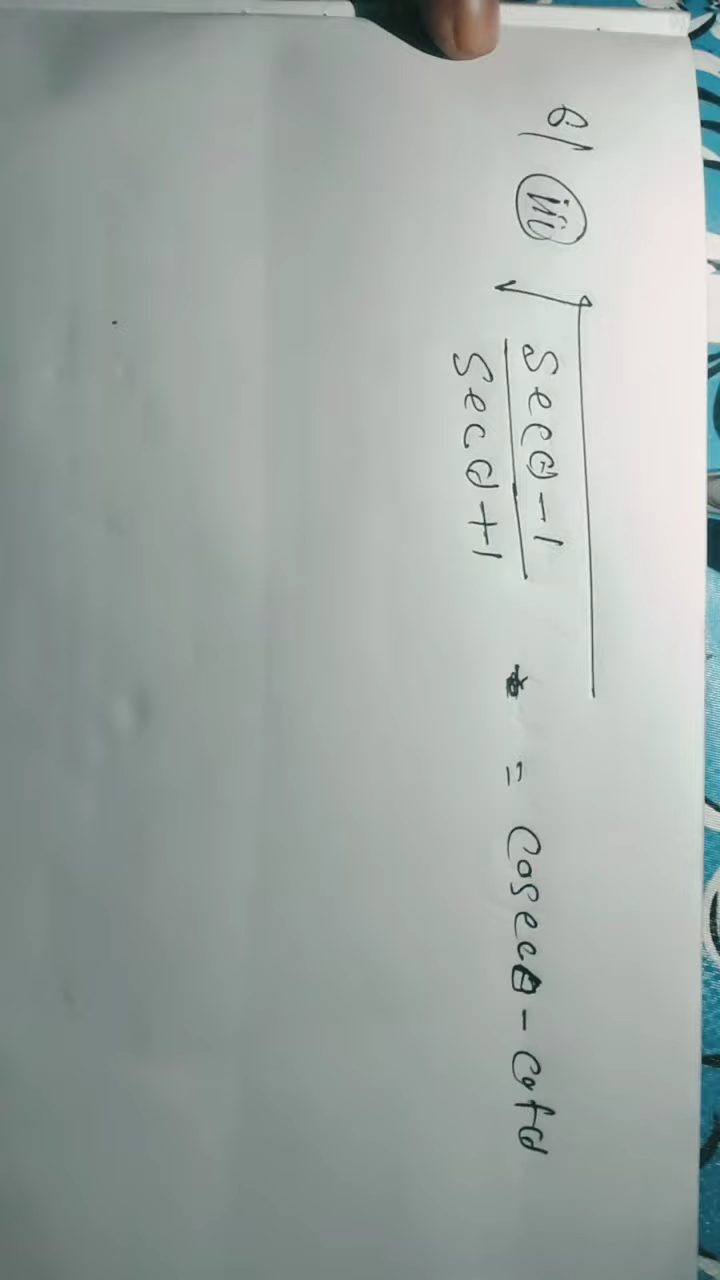 6) (iii) √((secθ-1)/(secθ+1)) = cosecθ - cotθ